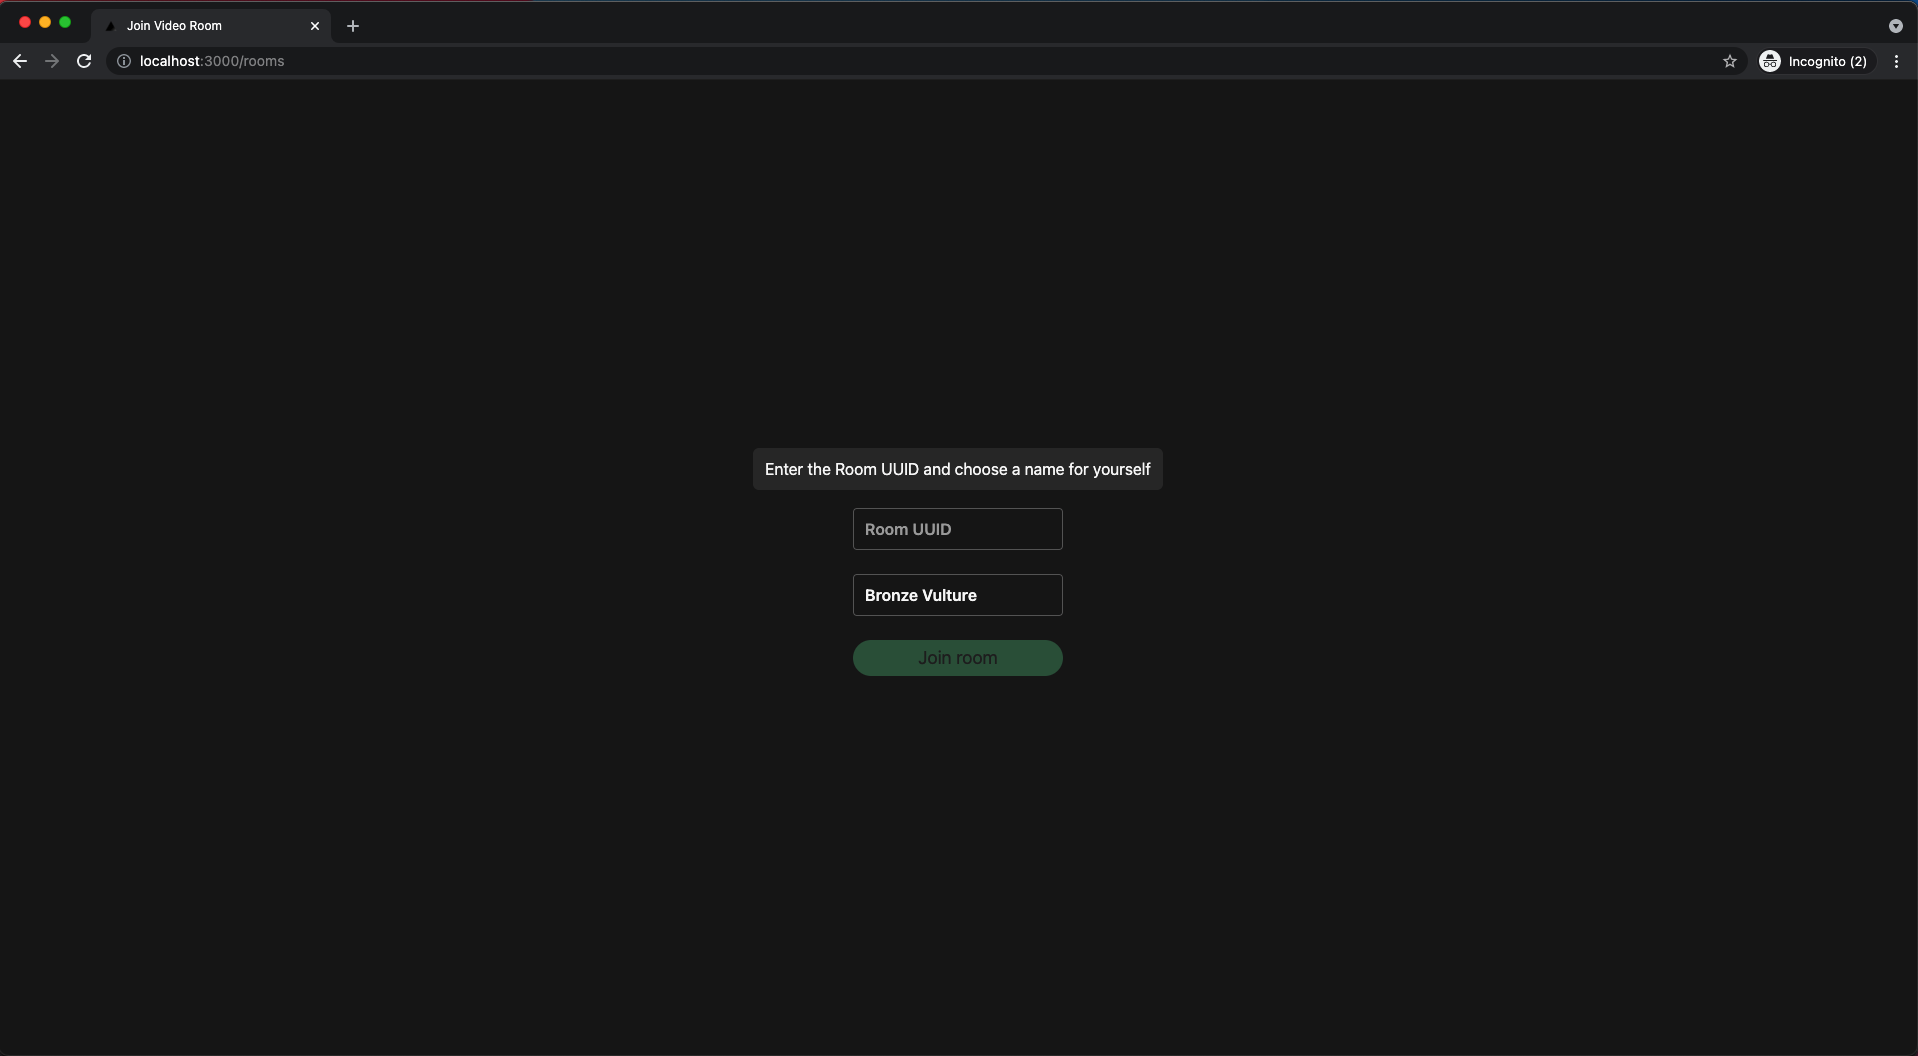 Join Video Room
localhost:3000/rooms
Incognito (2)
Enter the Room UUID and choose a name for yourself
Room UUID
Bronze Vulture
Join room